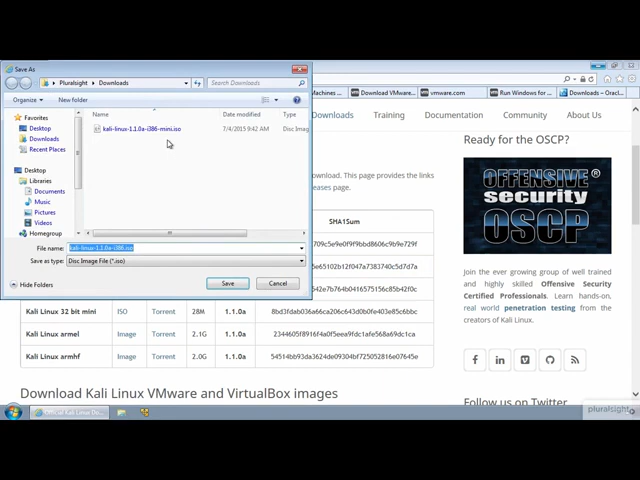 Save As
Pluralsight ▸ Downloads
Search Downloads
Organize
New folder
Name
Date modified
Type
Favorites
Desktop
Downloads
Recent Places
Desktop
Libraries
Documents
Music
Pictures
Videos
Homegroup
kali-linux-1.1.0a-i386-mini.iso
7/4/2015 9:42 AM
Disc Imag
File name:
kali-linux-1.1.0a-i386.iso
Save as type:
Disc Image File (*.iso)
Hide Folders
Save
Cancel
Machines ...
Download VMware...
vmware.com
Run Windows for ...
Downloads – Oracl...
Downloads
Training
Documentation
Community
About Us
ownload. This page provides the links
eases page.
SHA1Sum
Kali Linux 32 bit mini
ISO
Torrent
28M
1.1.0a
8bd3fdab036a66ca206c643d0b0fe403e85c6bbc
Kali Linux armel
Image
Torrent
2.1G
1.1.0a
Kali Linux armhf
Image
Torrent
2.0G
1.1.0a
Download Kali Linux VMware and VirtualBox images
Ready for the OSCP?
OFFENSIVE®
security
OSCP
Join the ever growing group of well trained
and highly skilled Offensive Security
Certified Professionals. Learn hands-on,
real world penetration testing from the
creators of Kali Linux.
Follow us on Twitter
Official Kali Linux Do...
pluralsight